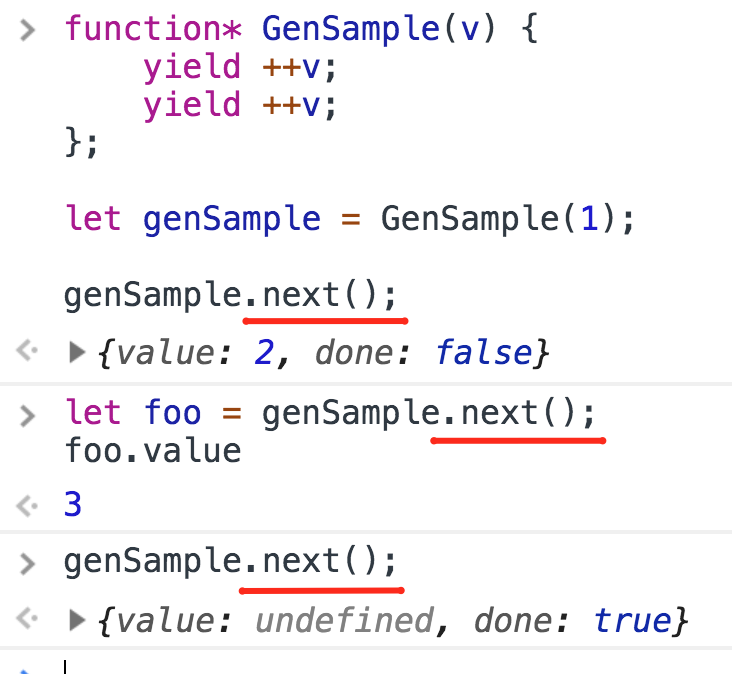 function* GenSample(v) {
    yield ++v;
    yield ++v;
};

let genSample = GenSample(1);

genSample.next();
{value: 2, done: false}
let foo = genSample.next();
foo.value
3
genSample.next();
{value: undefined, done: true}